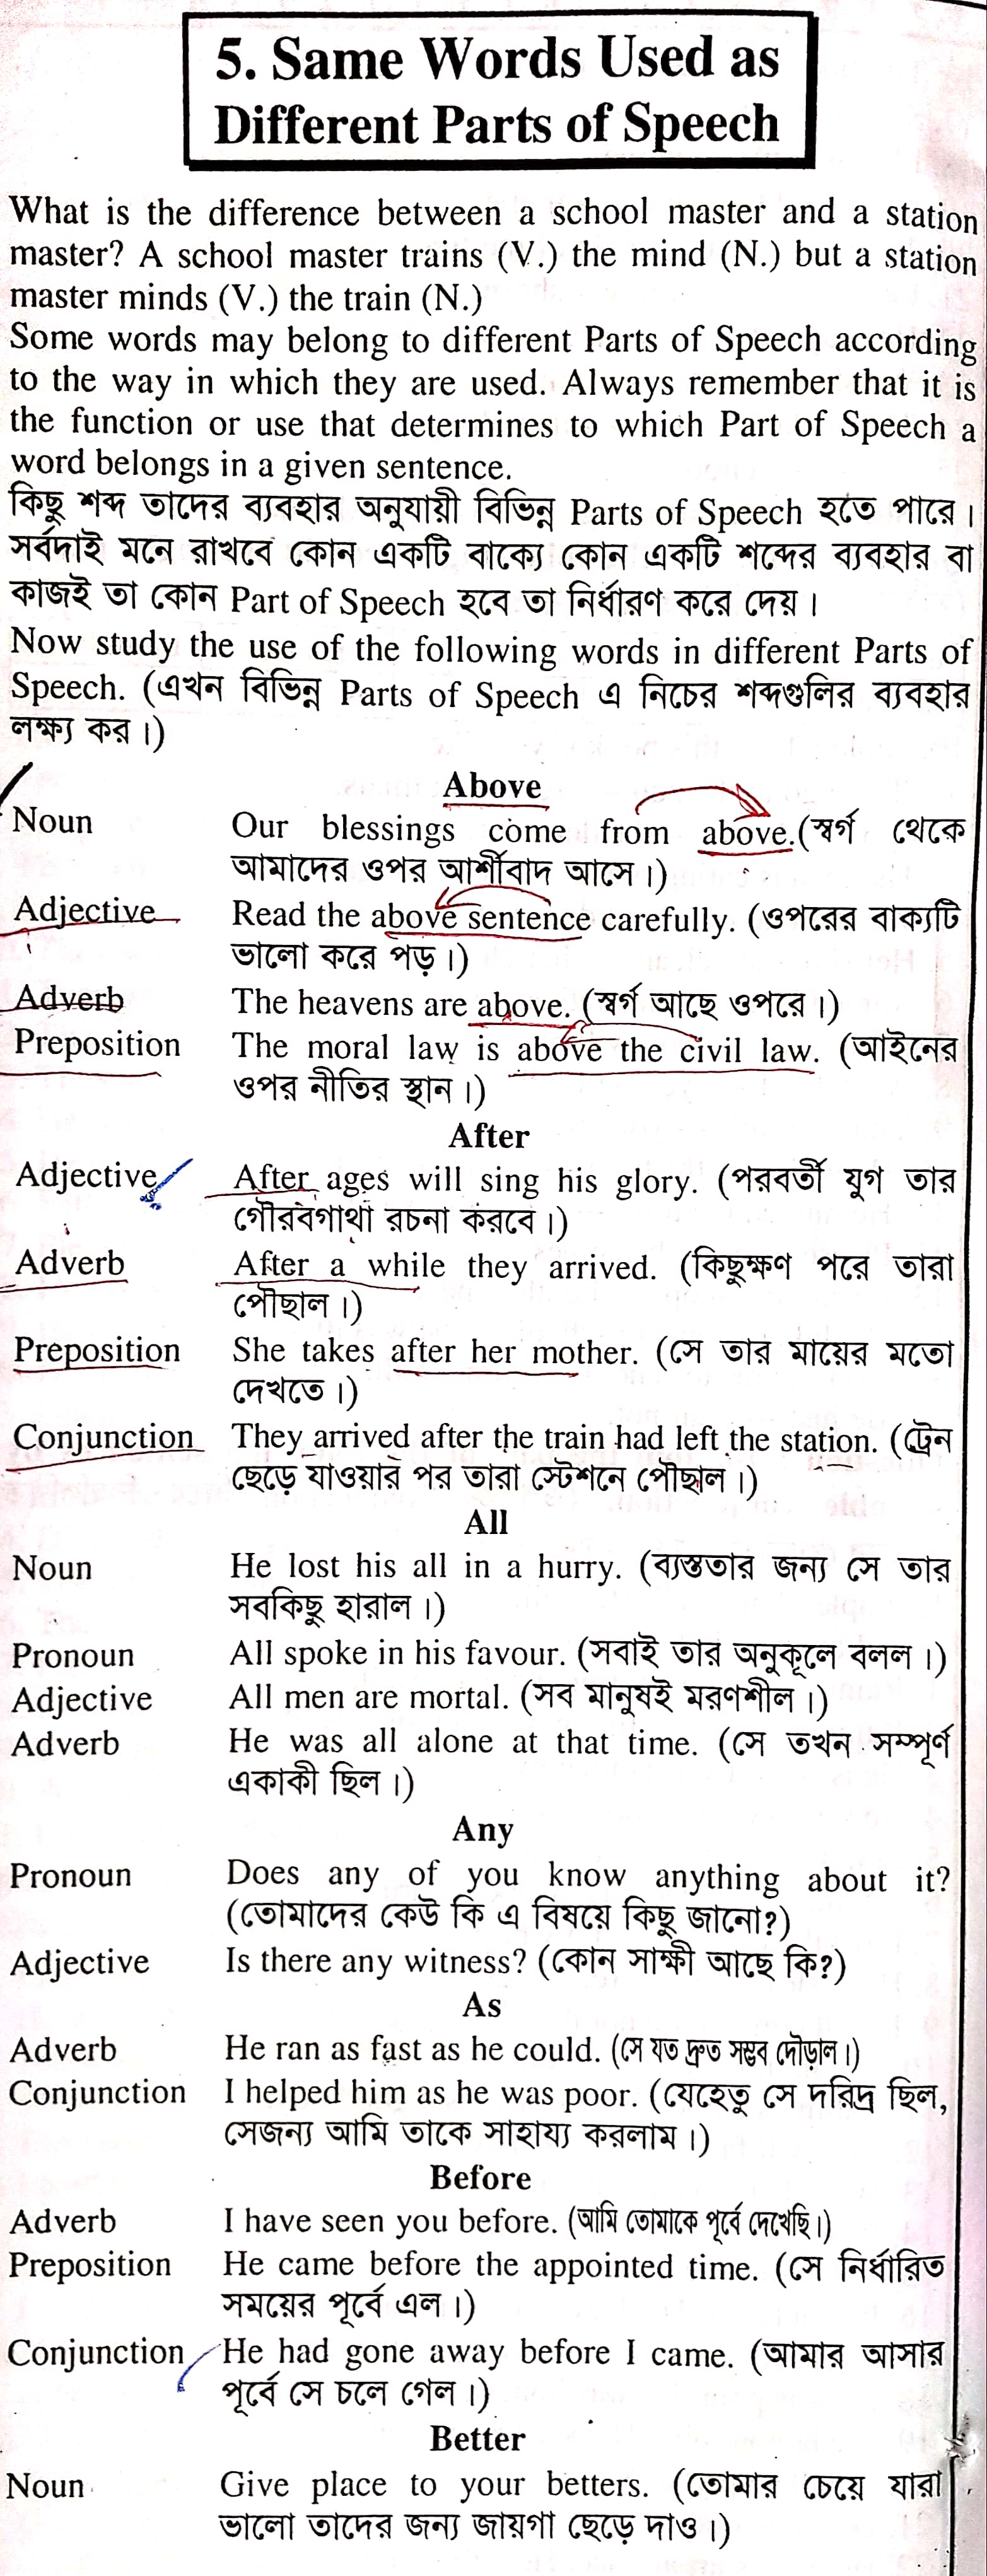 5. Same Words Used as
Different Parts of Speech
What is the difference between a school master and a station
master? A school master trains (V.) the mind (N.) but a station
master minds (V.) the train (N.)
Some words may belong to different Parts of Speech according
to the way in which they are used. Always remember that it is
the function or use that determines to which Part of Speech a
word belongs in a given sentence.
কিছু শব্দ তাদের ব্যবহার অনুযায়ী বিভিন্ন Parts of Speech হতে পারে।
সর্বদাই মনে রাখবে কোন একটি বাক্যে কোন একটি শব্দের ব্যবহার বা
কাজই তা কোন Part of Speech হবে তা নির্ধারণ করে দেয়।
Now study the use of the following words in different Parts of
Speech. (এখন বিভিন্ন Parts of Speech এ নিচের শব্দগুলির ব্যবহার
লক্ষ্য কর।)
Above
Noun Our blessings come from above.(স্বর্গ থেকে
আমাদের ওপর আর্শীবাদ আসে।)
Adjective Read the above sentence carefully. (ওপরের বাক্যটি
ভালো করে পড়।)
Adverb The heavens are above. (স্বর্গ আছে ওপরে।)
Preposition The moral law is above the civil law. (আইনের
ওপর নীতির স্থান।)
After
Adjective After ages will sing his glory. (পরবর্তী যুগ তার
গৌরবগাথা রচনা করবে।)
Adverb After a while they arrived. (কিছুক্ষণ পরে তারা
পৌছাল।)
Preposition She takes after her mother. (সে তার মায়ের মতো
দেখতে।)
Conjunction They arrived after the train had left the station. (ট্রেন
ছেড়ে যাওয়ার পর তারা স্টেশনে পৌছাল।)
All
Noun He lost his all in a hurry. (ব্যস্ততার জন্য সে তার
সবকিছু হারাল।)
Pronoun All spoke in his favour. (সবাই তার অনুকূলে বলল।)
Adjective All men are mortal. (সব মানুষই মরণশীল।)
Adverb He was all alone at that time. (সে তখন সম্পূর্ণ
একাকী ছিল।)
Any
Pronoun Does any of you know anything about it?
(তোমাদের কেউ কি এ বিষয়ে কিছু জানো?)
Adjective Is there any witness? (কোন সাক্ষী আছে কি?)
As
Adverb He ran as fast as he could. (সে যত দ্রুত সম্ভব দৌড়াল।)
Conjunction I helped him as he was poor. (যেহেতু সে দরিদ্র ছিল,
সেজন্য আমি তাকে সাহায্য করলাম।)
Before
Adverb I have seen you before. (আমি তোমাকে পূর্বে দেখেছি।)
Preposition He came before the appointed time. (সে নির্ধারিত
সময়ের পূর্বে এল।)
Conjunction He had gone away before I came. (আমার আসার
পূর্বে সে চলে গেল।)
Better
Noun Give place to your betters. (তোমার চেয়ে যারা
ভালো তাদের জন্য জায়গা ছেড়ে দাও।)